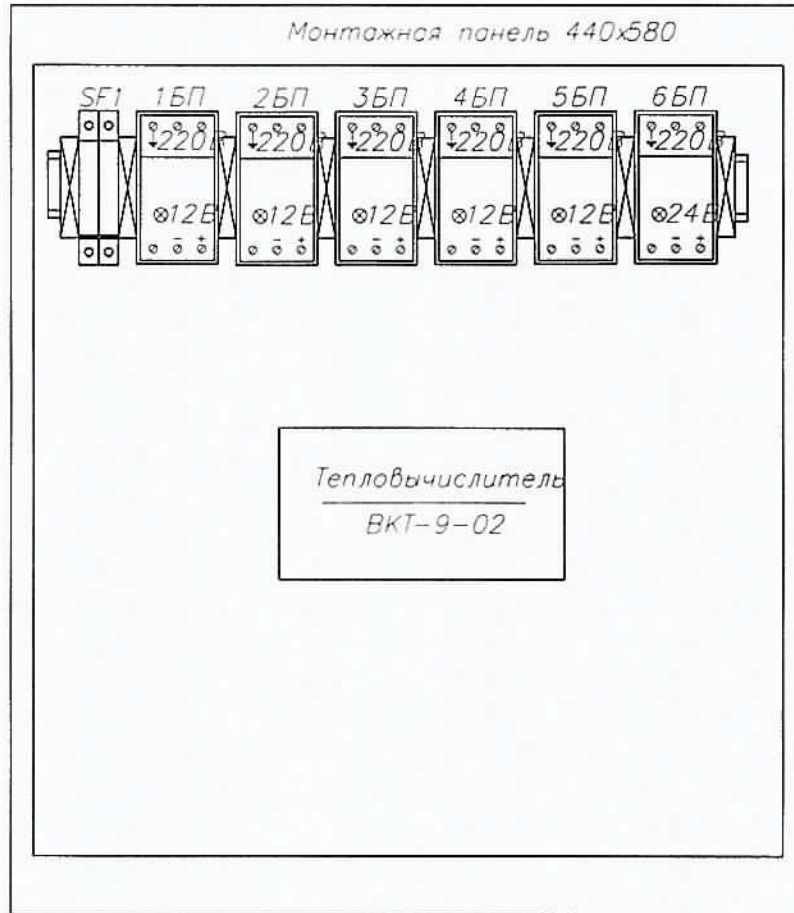 Монтажная панель 440x580
SF1 1БП 2БП 3БП 4БП 5БП 6БП
220В 220В 220В 220В 220В 220В
12В 12В 12В 12В 12В 24В
- + - + - + - + - + - +
Тепловычислитель
ВКТ-9-02